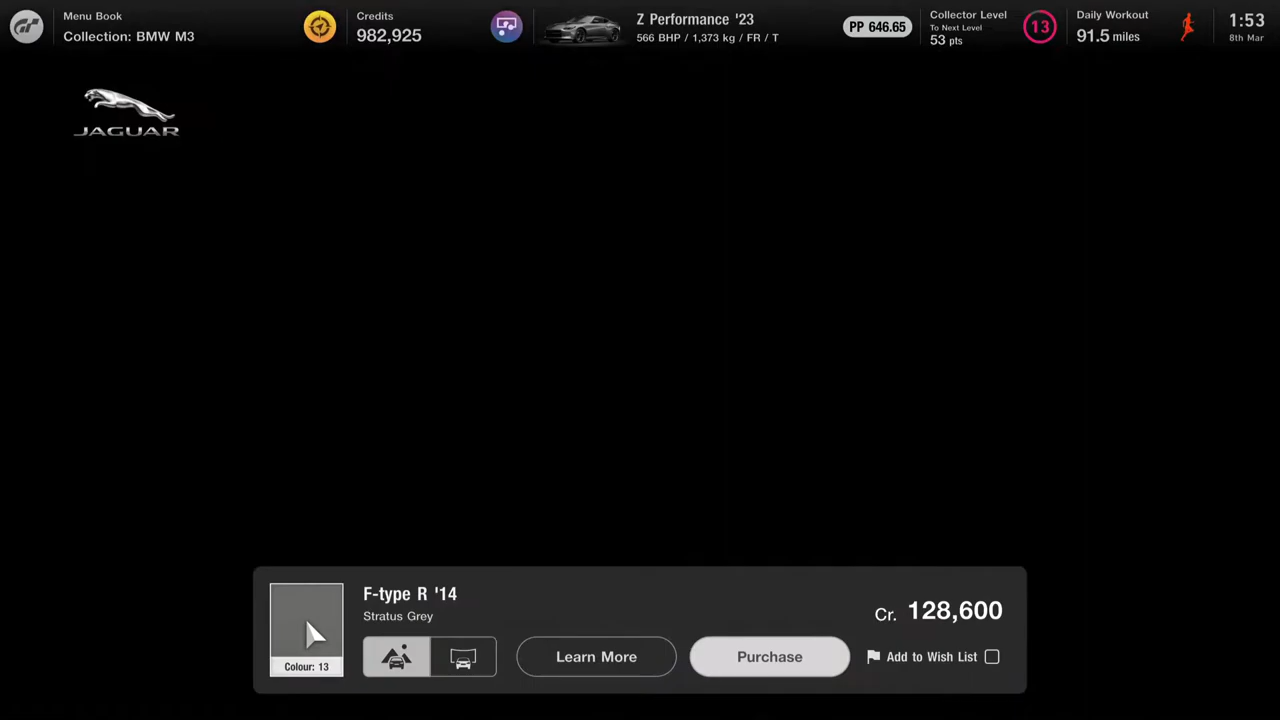 Menu Book
Collection: BMW M3
Credits
982,925
Z Performance '23
566 BHP / 1,373 kg / FR / T
PP 646.65
Collector Level
To Next Level
53 pts
13
Daily Workout
91.5 miles
1:53
8th Mar
JAGUAR
F-type R '14
Stratus Grey
Cr. 128,600
Colour: 13
Learn More
Purchase
Add to Wish List